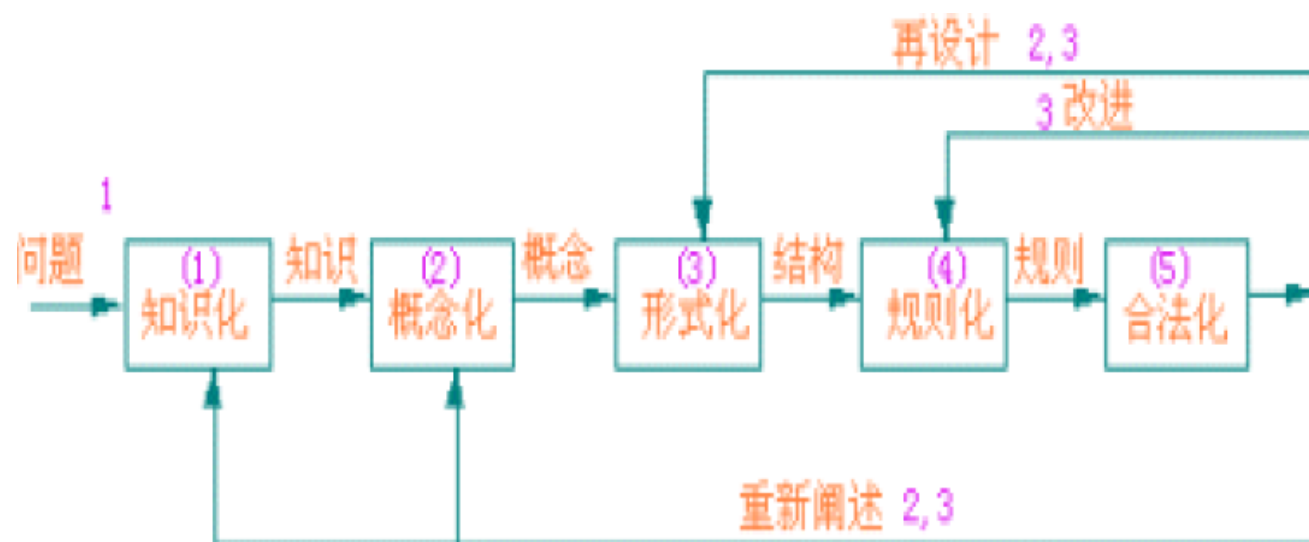 再设计 2,3
3 改进
1
问题
(1)
知识化
知识
(2)
概念化
概念
(3)
形式化
结构
(4)
规则化
规则
(5)
合法化
重新阐述 2,3